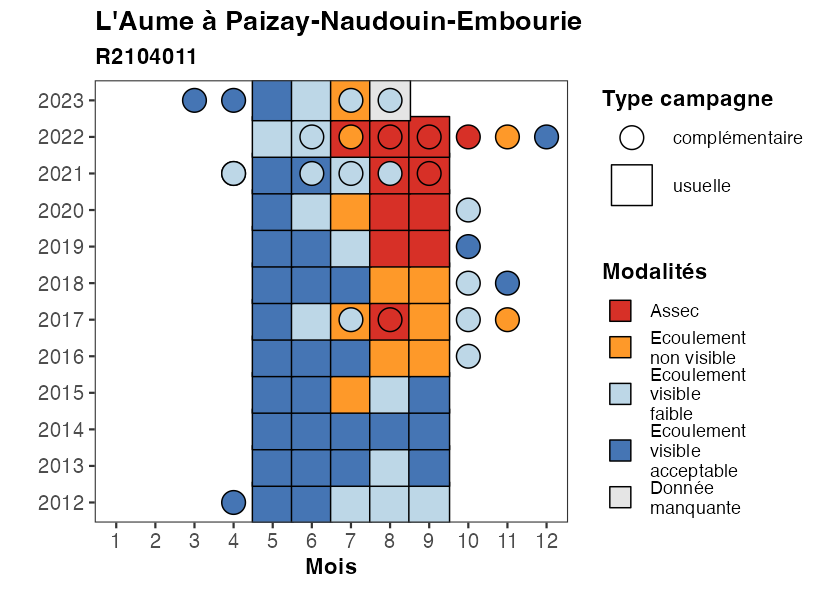 L'Aume à Paizay-Naudouin-Embourie
R2104011
2023
2022
2021
2020
2019
2018
2017
2016
2015
2014
2013
2012
1 2 3 4 5 6 7 8 9 10 11 12
Mois
Type campagne
complémentaire
usuelle
Modalités
Assec
Ecoulement
non visible
Ecoulement
visible
faible
Ecoulement
visible
acceptable
Donnée
manquante